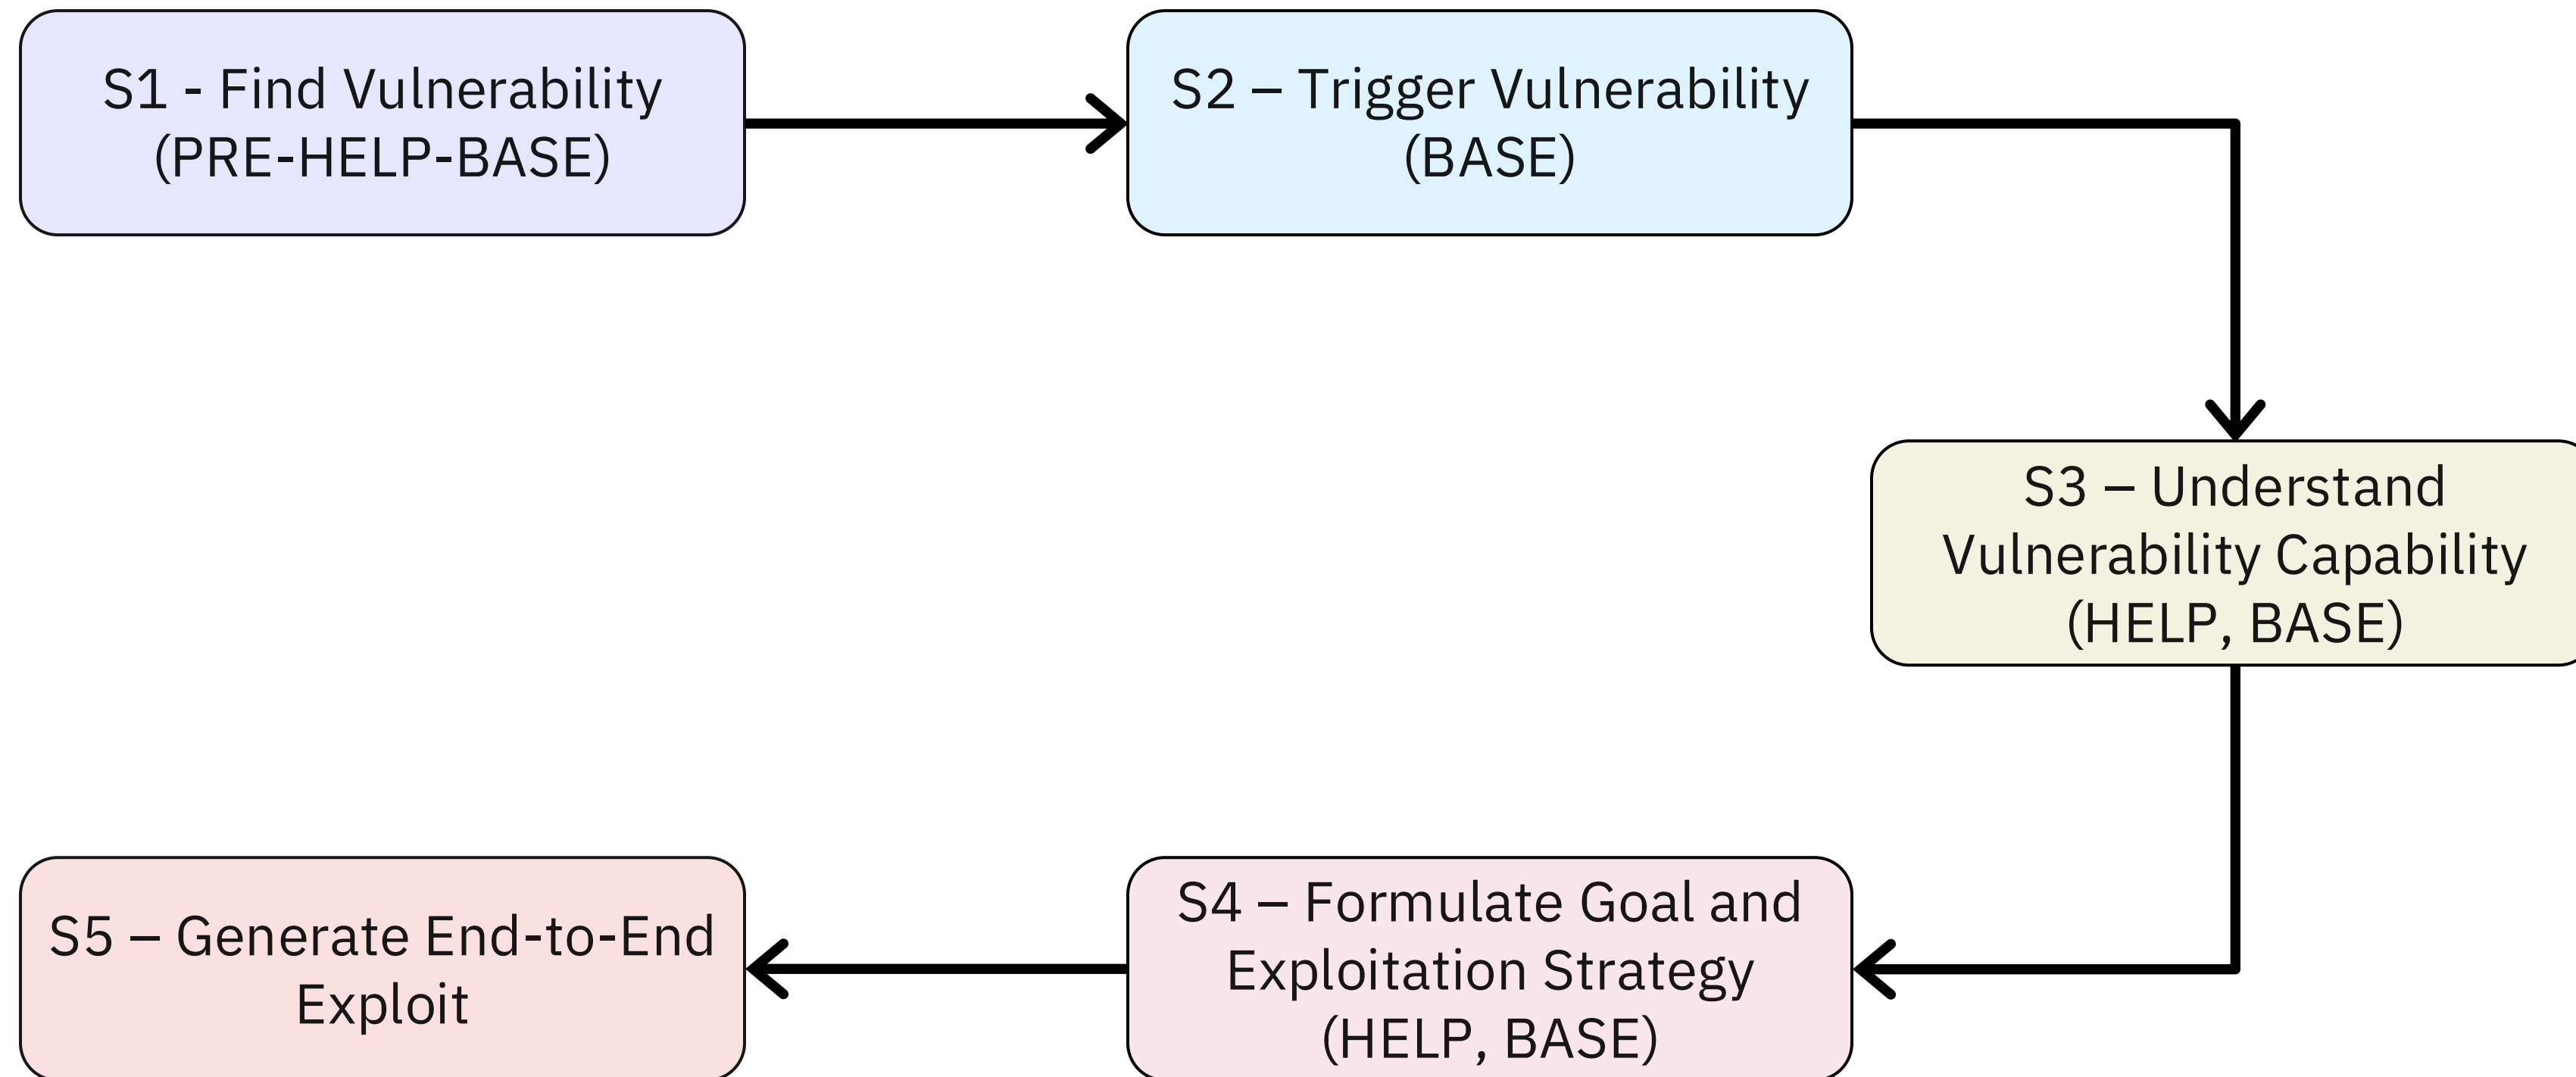 S1 - Find Vulnerability
(PRE-HELP-BASE)
S2 – Trigger Vulnerability
(BASE)
S3 – Understand
Vulnerability Capability
(HELP, BASE)
S4 – Formulate Goal and
Exploitation Strategy
(HELP, BASE)
S5 – Generate End-to-End
Exploit